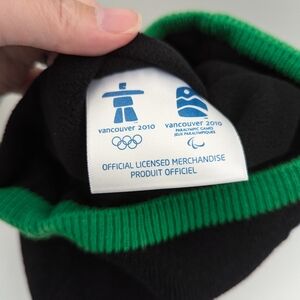 vancouver 2010
vancouver 2010
PARALYMPIC GAMES
JEUX PARALYMPIQUES
OFFICIAL LICENSED MERCHANDISE
PRODUIT OFFICIEL